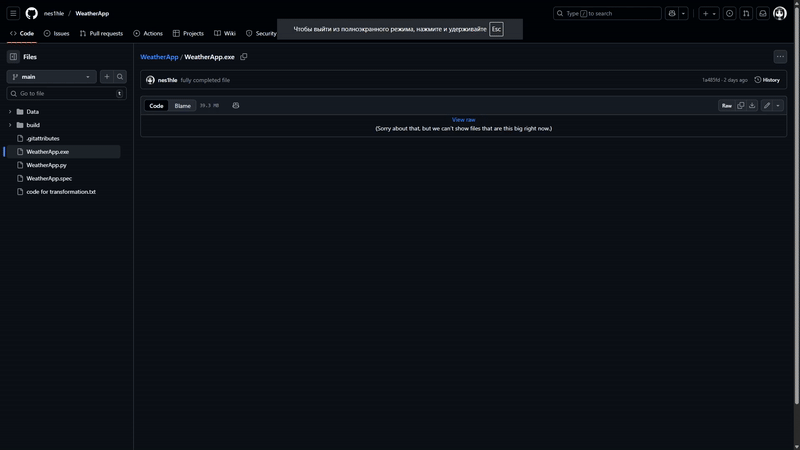 nes1hle / WeatherApp
Type / to search
Code
Issues
Pull requests
Actions
Projects
Wiki
Security
Чтобы выйти из полноэкранного режима, нажмите и удерживайте Esc
Files
main
Go to file
t
Data
build
.gitattributes
WeatherApp.exe
WeatherApp.py
WeatherApp.spec
code for transformation.txt
WeatherApp / WeatherApp.exe
nes1hle fully completed file
1a485fd · 2 days ago
History
Code Blame 39.3 MB
Raw
View raw
(Sorry about that, but we can't show files that are this big right now.)